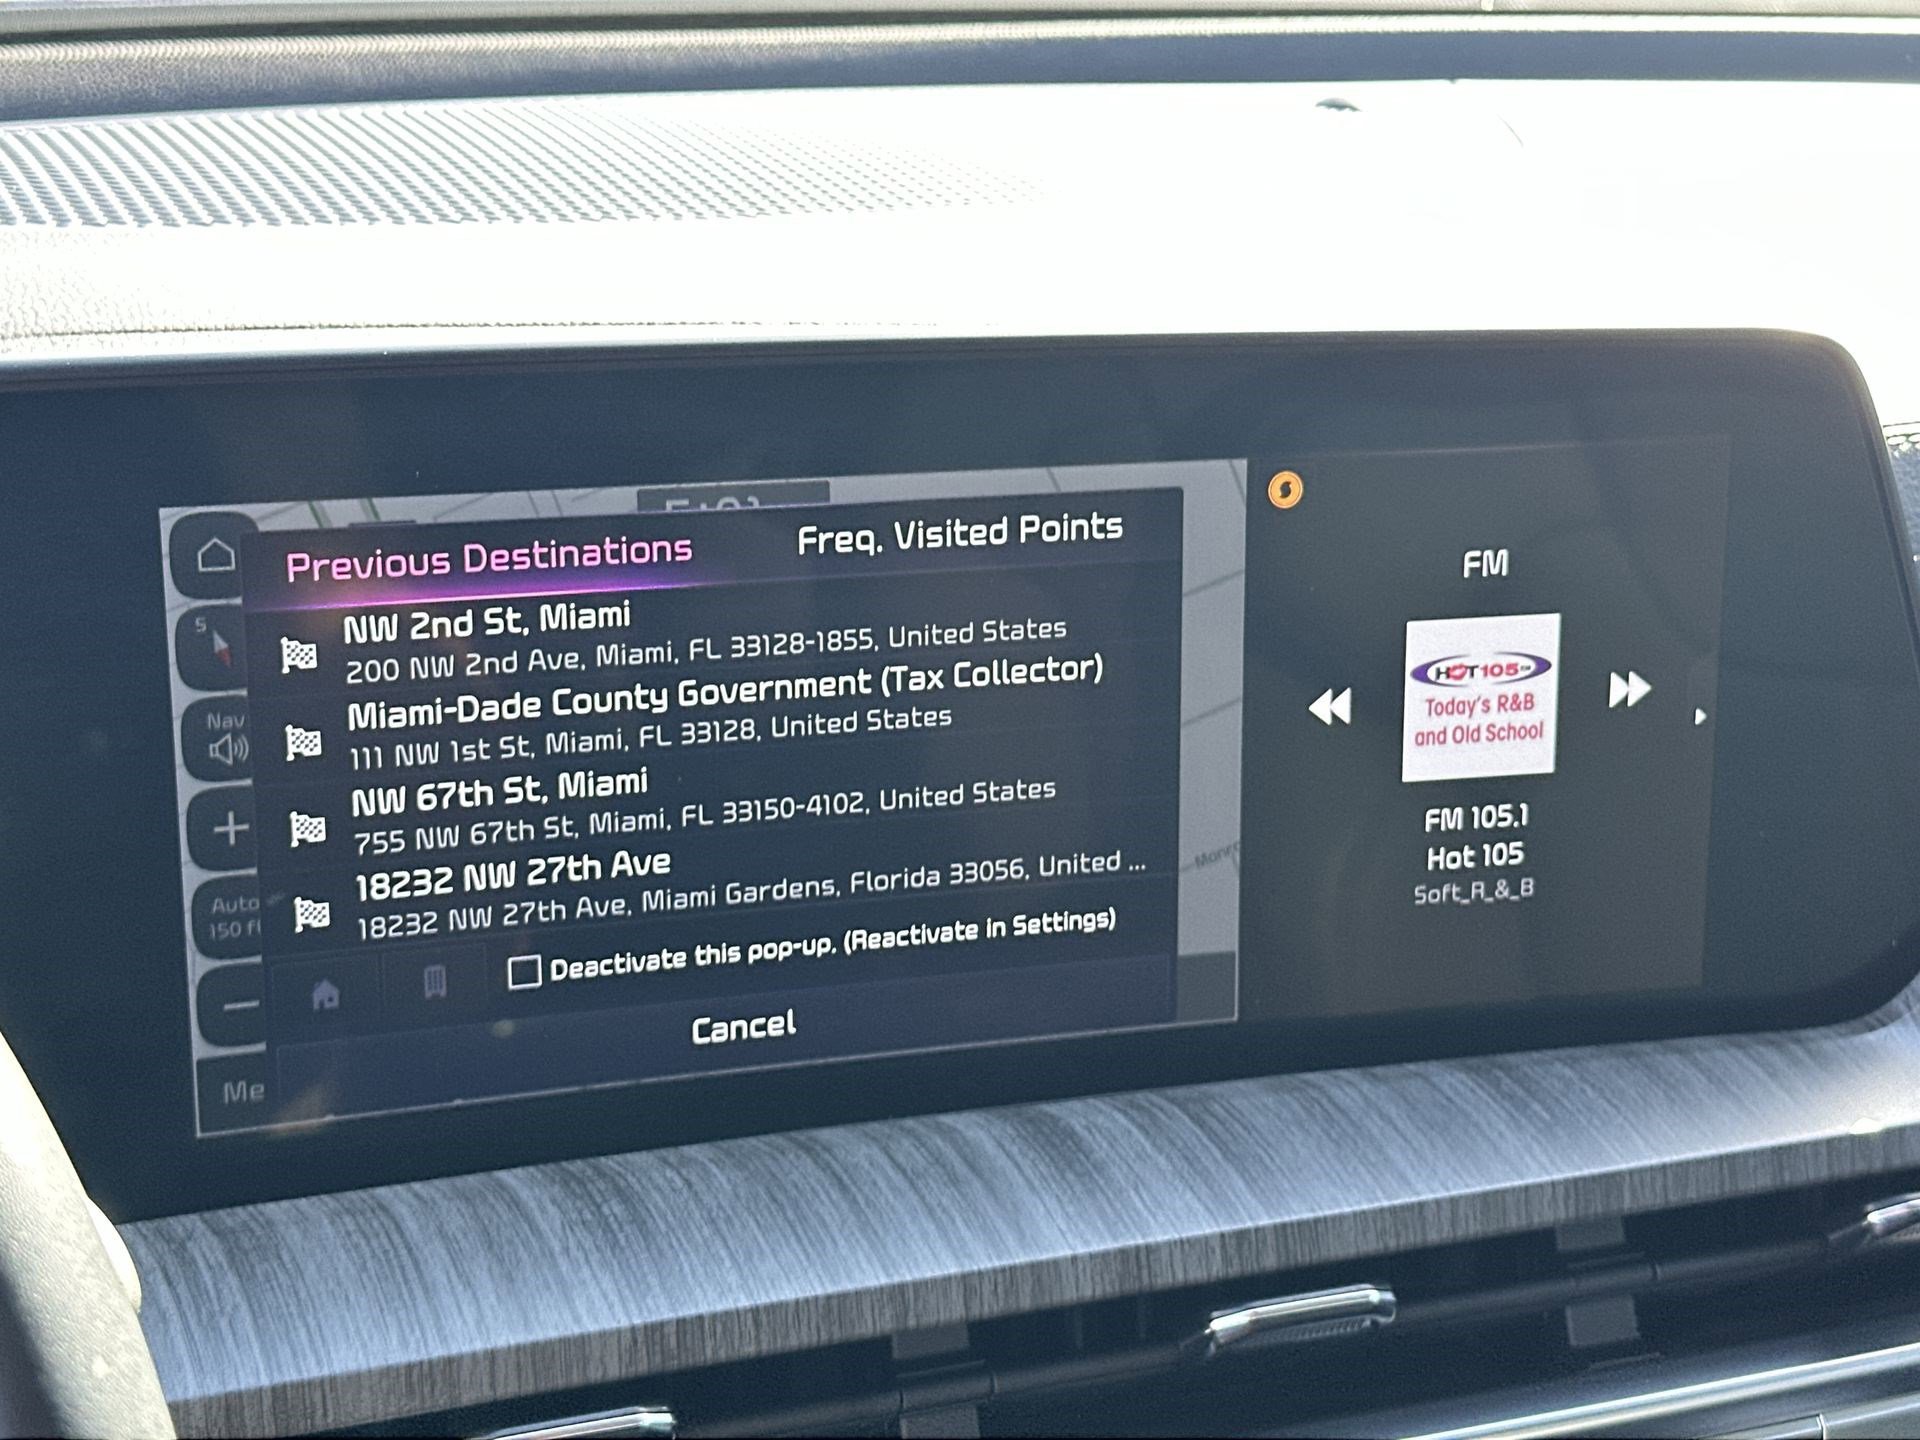 Previous Destinations
Freq. Visited Points
NW 2nd St, Miami
200 NW 2nd Ave, Miami, FL 33128-1855, United States
Miami-Dade County Government (Tax Collector)
111 NW 1st St, Miami, FL 33128, United States
NW 67th St, Miami
755 NW 67th St, Miami, FL 33150-4102, United States
18232 NW 27th Ave
18232 NW 27th Ave, Miami Gardens, Florida 33056, United ...
Deactivate this pop-up. (Reactivate in Settings)
Cancel
S
Nav
Auto
150 f
Me
FM
HOT 105
Today's R&B
and Old School
FM 105.1
Hot 105
Soft_R_&_B